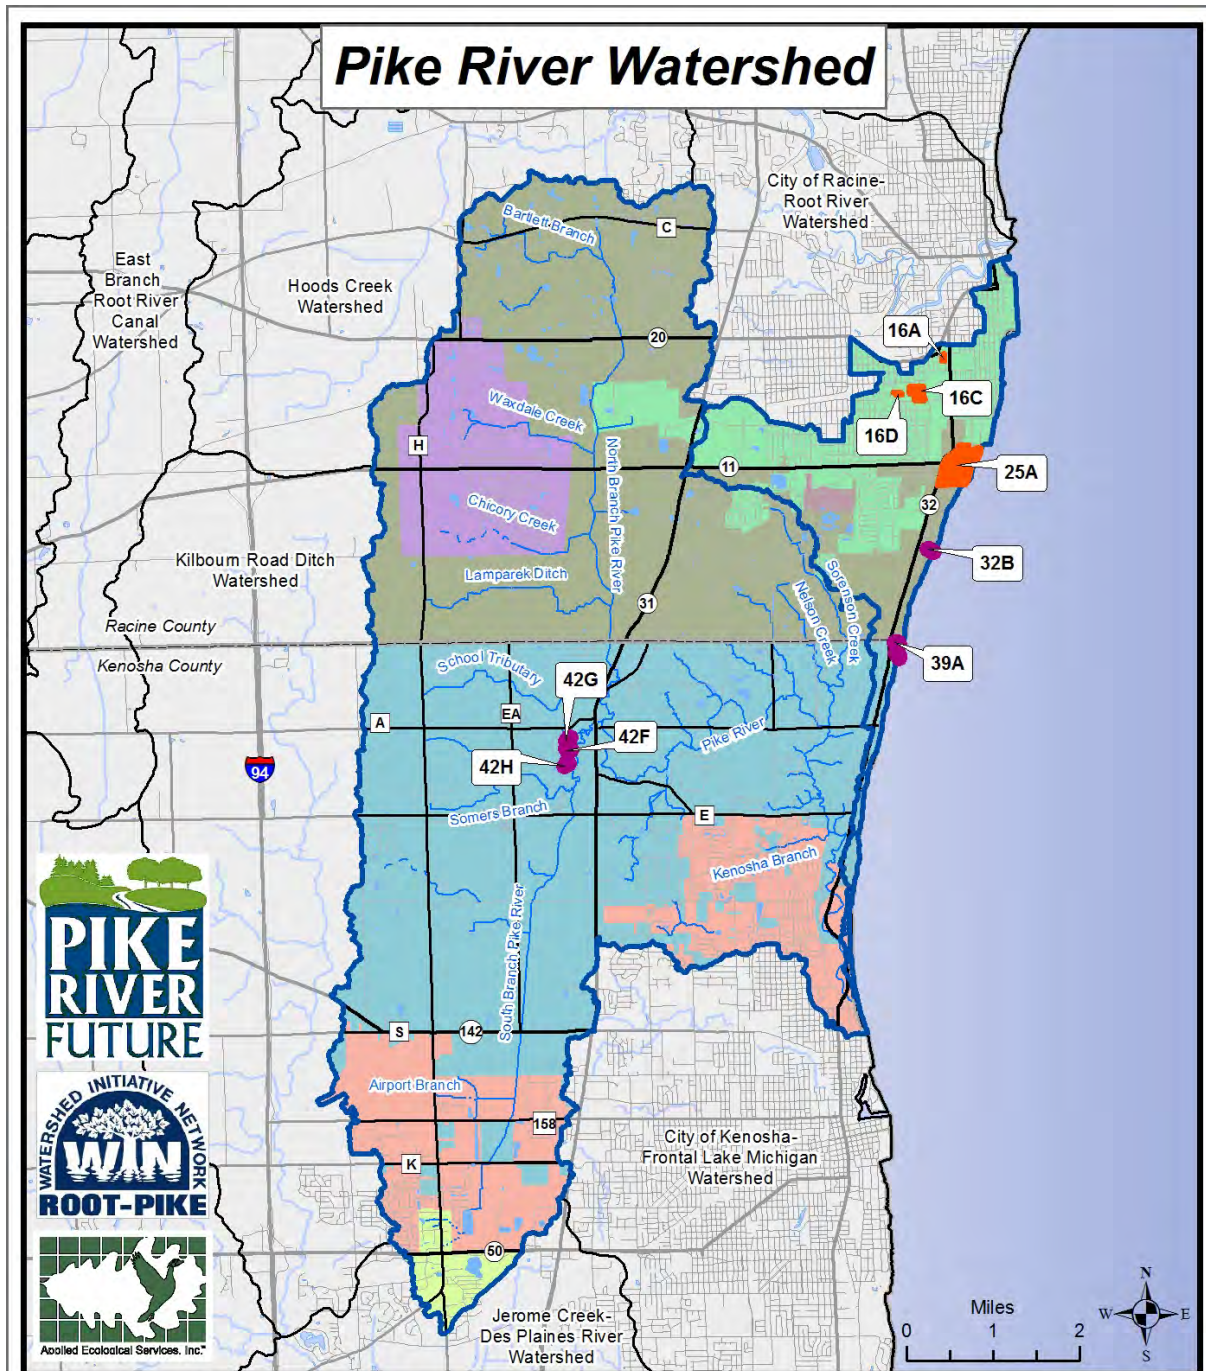 Pike River Watershed
City of Racine-
Root River
Watershed
Bartlett Branch
C
East
Branch
Root River
Canal
Watershed
Hoods Creek
Watershed
20
16A
16C
16D
Waxdale Creek
H
North Branch Pike River
11
25A
Chicory Creek
32
32B
Kilbourn Road Ditch
Watershed
Lamparek Ditch
Sorenson Creek
Nelson Creek
31
Racine County
Kenosha County
School Tributary
39A
42G
EA
A
42F
Pike River
42H
94
Somers Branch
E
Kenosha Branch
South Branch Pike River
PIKE
RIVER
FUTURE
S
142
Airport Branch
WATERSHED INITIATIVE NETWORK
WIN
ROOT-PIKE
158
City of Kenosha-
Frontal Lake Michigan
Watershed
K
50
Applied Ecological Services, Inc.™
Jerome Creek-
Des Plaines River
Watershed
Miles
0 1 2
N
W E
S